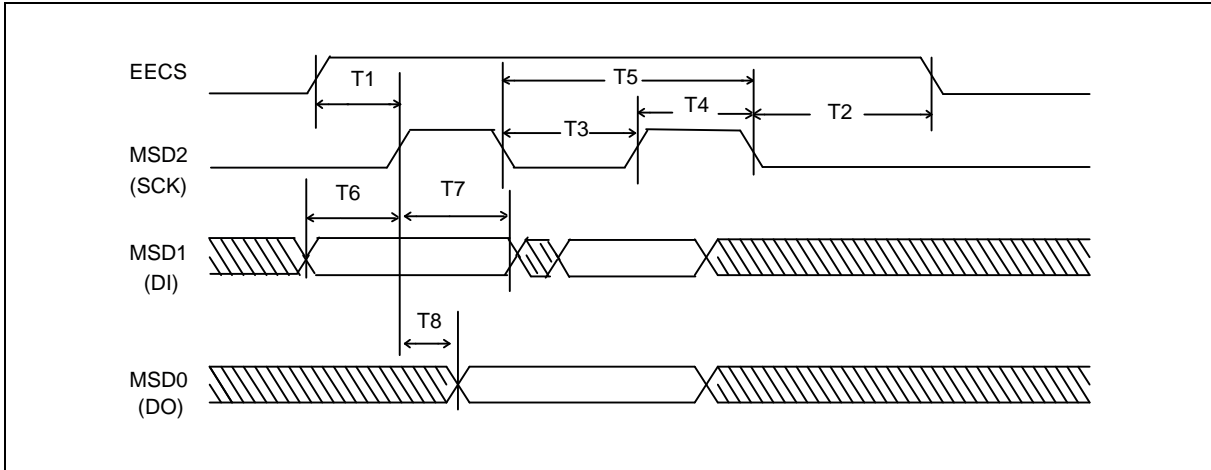 EECS
T1
T5
T4
T2
T3
MSD2
(SCK)
T6
T7
MSD1
(DI)
T8
MSD0
(DO)